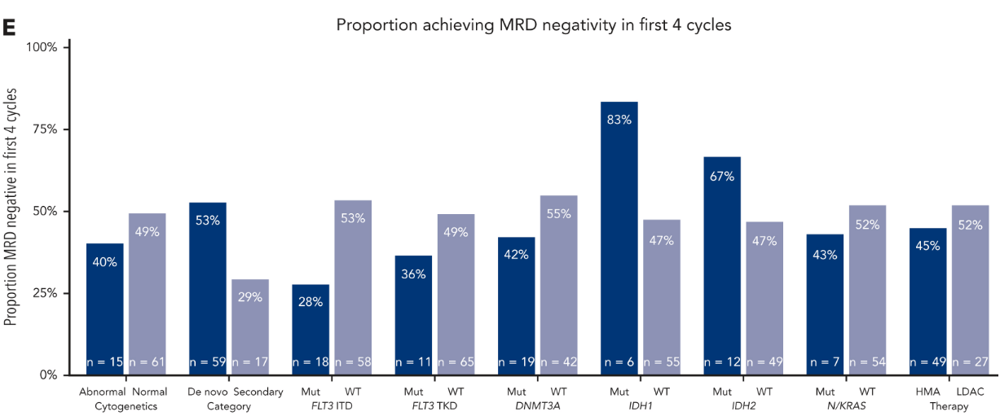 E
Proportion achieving MRD negativity in first 4 cycles
Proportion MRD negative in first 4 cycles
100%
75%
50%
25%
0%
40% 49% 53% 29% 28% 53% 36% 49% 42% 55% 83% 47% 67% 47% 43% 52% 45% 52%
n = 15 n = 61 n = 59 n = 17 n = 18 n = 58 n = 11 n = 65 n = 19 n = 42 n = 6 n = 55 n = 12 n = 49 n = 7 n = 54 n = 49 n = 27
Abnormal Normal De novo Secondary Mut WT Mut WT Mut WT Mut WT Mut WT Mut WT HMA LDAC
Cytogenetics Category FLT3 ITD FLT3 TKD DNMT3A IDH1 IDH2 N/KRAS Therapy